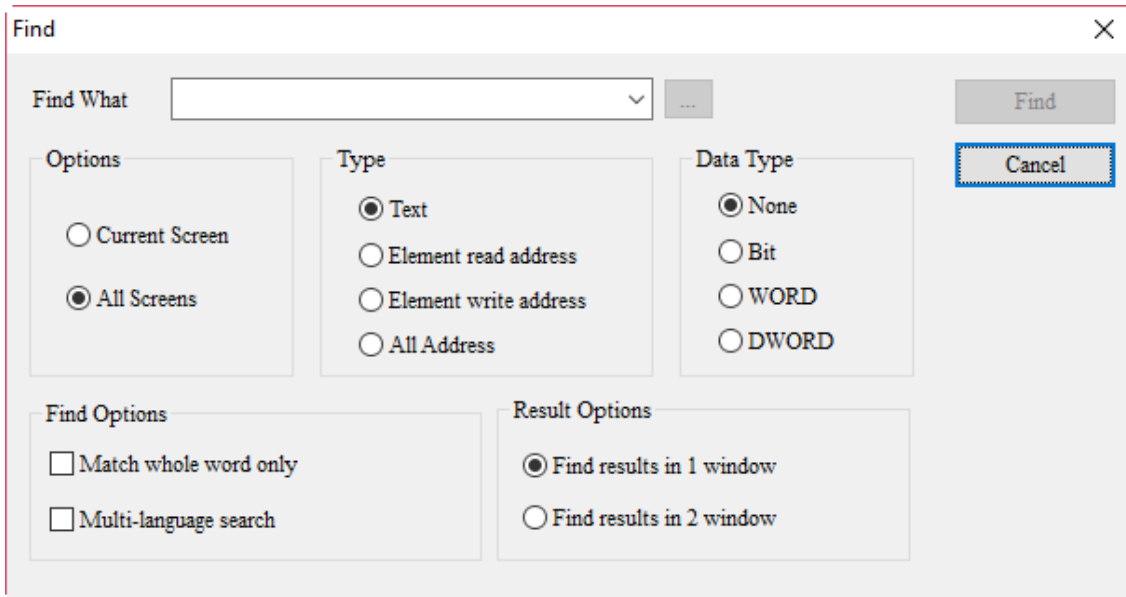 Find
Find What
...
Find
Cancel
Options
Current Screen
All Screens
Type
Text
Element read address
Element write address
All Address
Data Type
None
Bit
WORD
DWORD
Find Options
Match whole word only
Multi-language search
Result Options
Find results in 1 window
Find results in 2 window